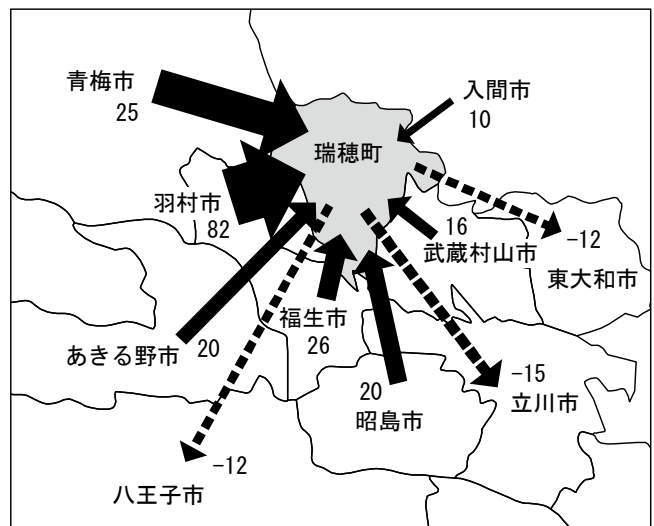 青梅市
25
入間市
10
瑞穂町
羽村市
82
16
武蔵村山市
-12
東大和市
福生市
26
あきる野市 20
20
昭島市
-15
立川市
-12
八王子市